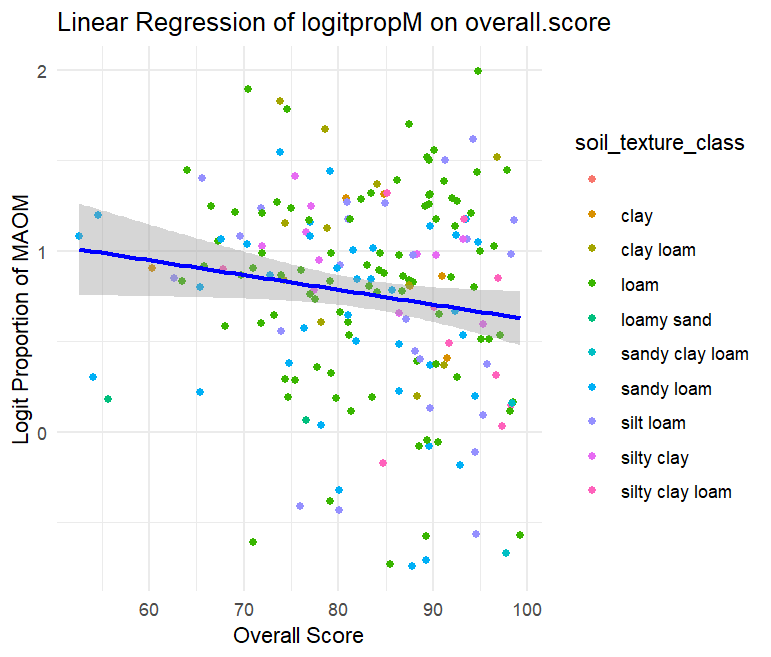 Linear Regression of logitpropM on overall.score
Logit Proportion of MAOM
2
1
0
60
70
80
90
100
Overall Score
soil_texture_class
clay
clay loam
loam
loamy sand
sandy clay loam
sandy loam
silt loam
silty clay
silty clay loam